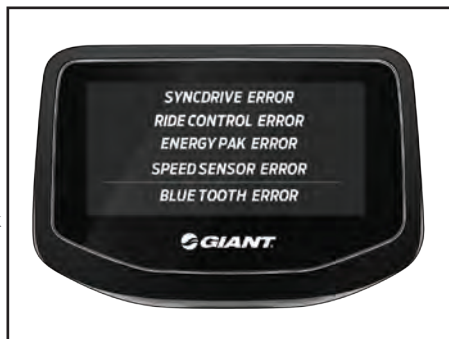 SYNCDRIVE ERROR
RIDE CONTROL ERROR
ENERGY PAK ERROR
SPEED SENSOR ERROR
BLUE TOOTH ERROR
GIANT